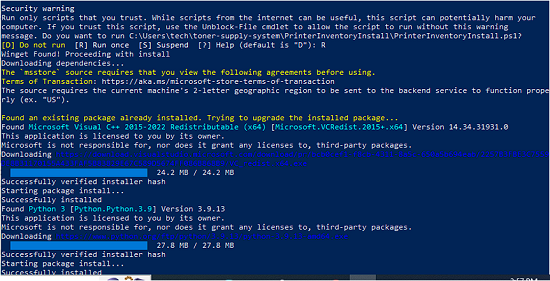 Security warning
Run only scripts that you trust. While scripts from the internet can be useful, this script can potentially harm your
computer. If you trust this script, use the Unblock-File cmdlet to allow the script to run without this warning
message. Do you want to run C:\Users\tech\toner-supply-system\PrinterInventoryInstall\PrinterInventoryInstall.ps1?
[D] Do not run  [R] Run once  [S] Suspend  [?] Help (default is "D"): R
Winget Found! Proceeding with install
Downloading dependencies...
The `msstore` source requires that you view the following agreements before using.
Terms of Transaction: https://aka.ms/microsoft-store-terms-of-transaction
The source requires the current machine's 2-letter geographic region to be sent to the backend service to function prope
rly (ex. "US").
Found an existing package already installed. Trying to upgrade the installed package...
Found Microsoft Visual C++ 2015-2022 Redistributable (x64) [Microsoft.VCRedist.2015+.x64] Version 14.34.31931.0
This application is licensed to you by its owner.
Microsoft is not responsible for, nor does it grant any licenses to, third-party packages.
Downloading
24.2 MB / 24.2 MB
Successfully verified installer hash
Starting package install...
Successfully installed
Found Python 3 [Python.Python.3.9] Version 3.9.13
This application is licensed to you by its owner.
Microsoft is not responsible for, nor does it grant any licenses to, third-party packages.
Downloading
27.8 MB / 27.8 MB
Successfully verified installer hash
Starting package install...
Successfully installed